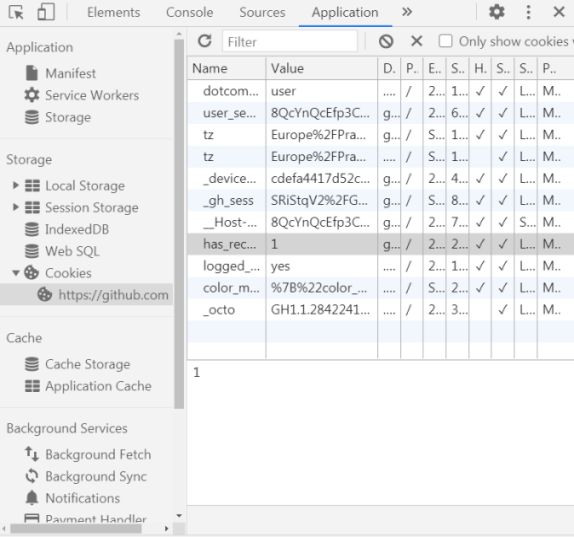 Elements Console Sources Application »
Application
Manifest
Service Workers
Storage
Storage
Local Storage
Session Storage
IndexedDB
Web SQL
Cookies
https://github.com
Cache
Cache Storage
Application Cache
Background Services
Background Fetch
Background Sync
Notifications
Payment Handler
Filter Only show cookies
Name Value D. P.. E... S... H. S.. S.. P...
dotcom... user .... / 2... 1... ✓ ✓ L... M..
user_se... 8QcYnQcEfp3C... g... / 2... 6... ✓ ✓ L... M..
tz Europe%2FPra... g... / S... 1... ✓ ✓ L... M..
tz Europe%2FPra... .... / S... 1... ✓ L... M..
_device... cdefa4417d52c... g... / 2... 4... ✓ ✓ L... M..
_gh_sess SRiStqV2%2FG... g... / S... 8... ✓ ✓ L... M..
__Host-... 8QcYnQcEfp3C... g... / 2... 7... ✓ ✓ S... M..
has_rec... 1 g... / 2... 2... ✓ ✓ L... M..
logged_... yes .... / 2... 1... ✓ ✓ L... M..
color_m... %7B%22color_... .... / S... 2... ✓ ✓ L... M..
_octo GH1.1.2842241... .... / 2... 3... ✓ L... M..
1